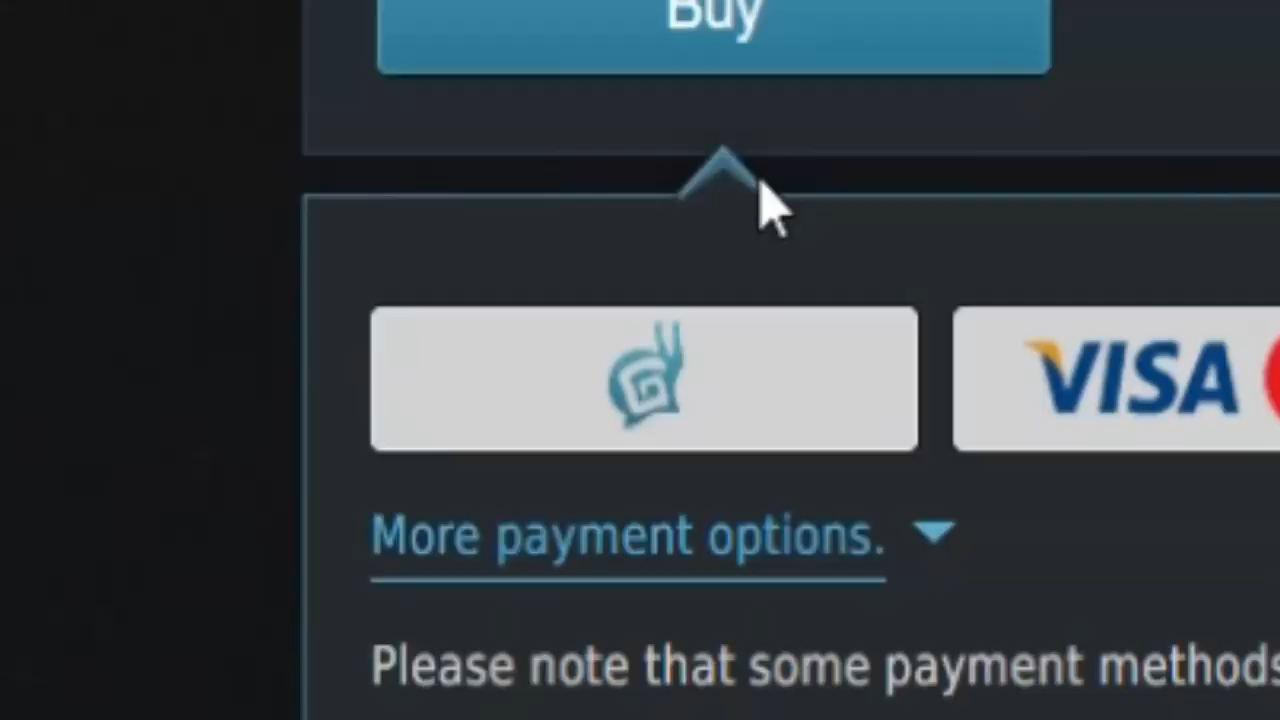 Buy
VISA
More payment options.
Please note that some payment methods